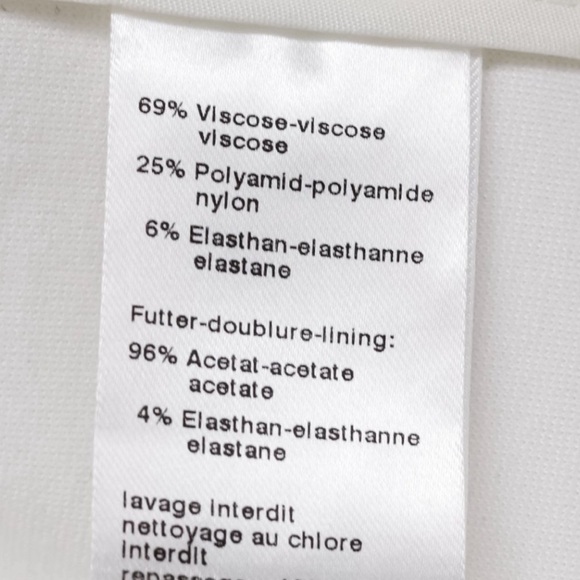 69% Viscose-viscose
viscose
25% Polyamid-polyamide
nylon
6% Elasthan-elasthanne
elastane
Futter-doublure-lining:
96% Acetat-acetate
acetate
4% Elasthan-elasthanne
elastane
lavage interdit
nettoyage au chlore
interdit